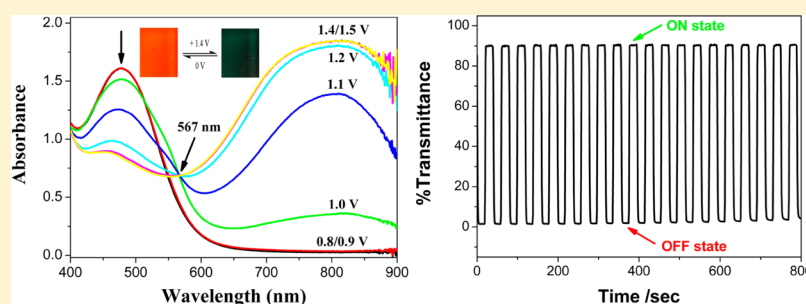 2.0
1.5
1.0
0.5
0.0
Absorbance
+1.4 V
0 V
1.4/1.5 V
1.2 V
1.1 V
567 nm
1.0 V
0.8/0.9 V
400 500 600 700 800 900
Wavelength (nm)
100
80
60
40
20
0
%Transmittance
ON state
OFF state
0 200 400 600 800
Time /sec